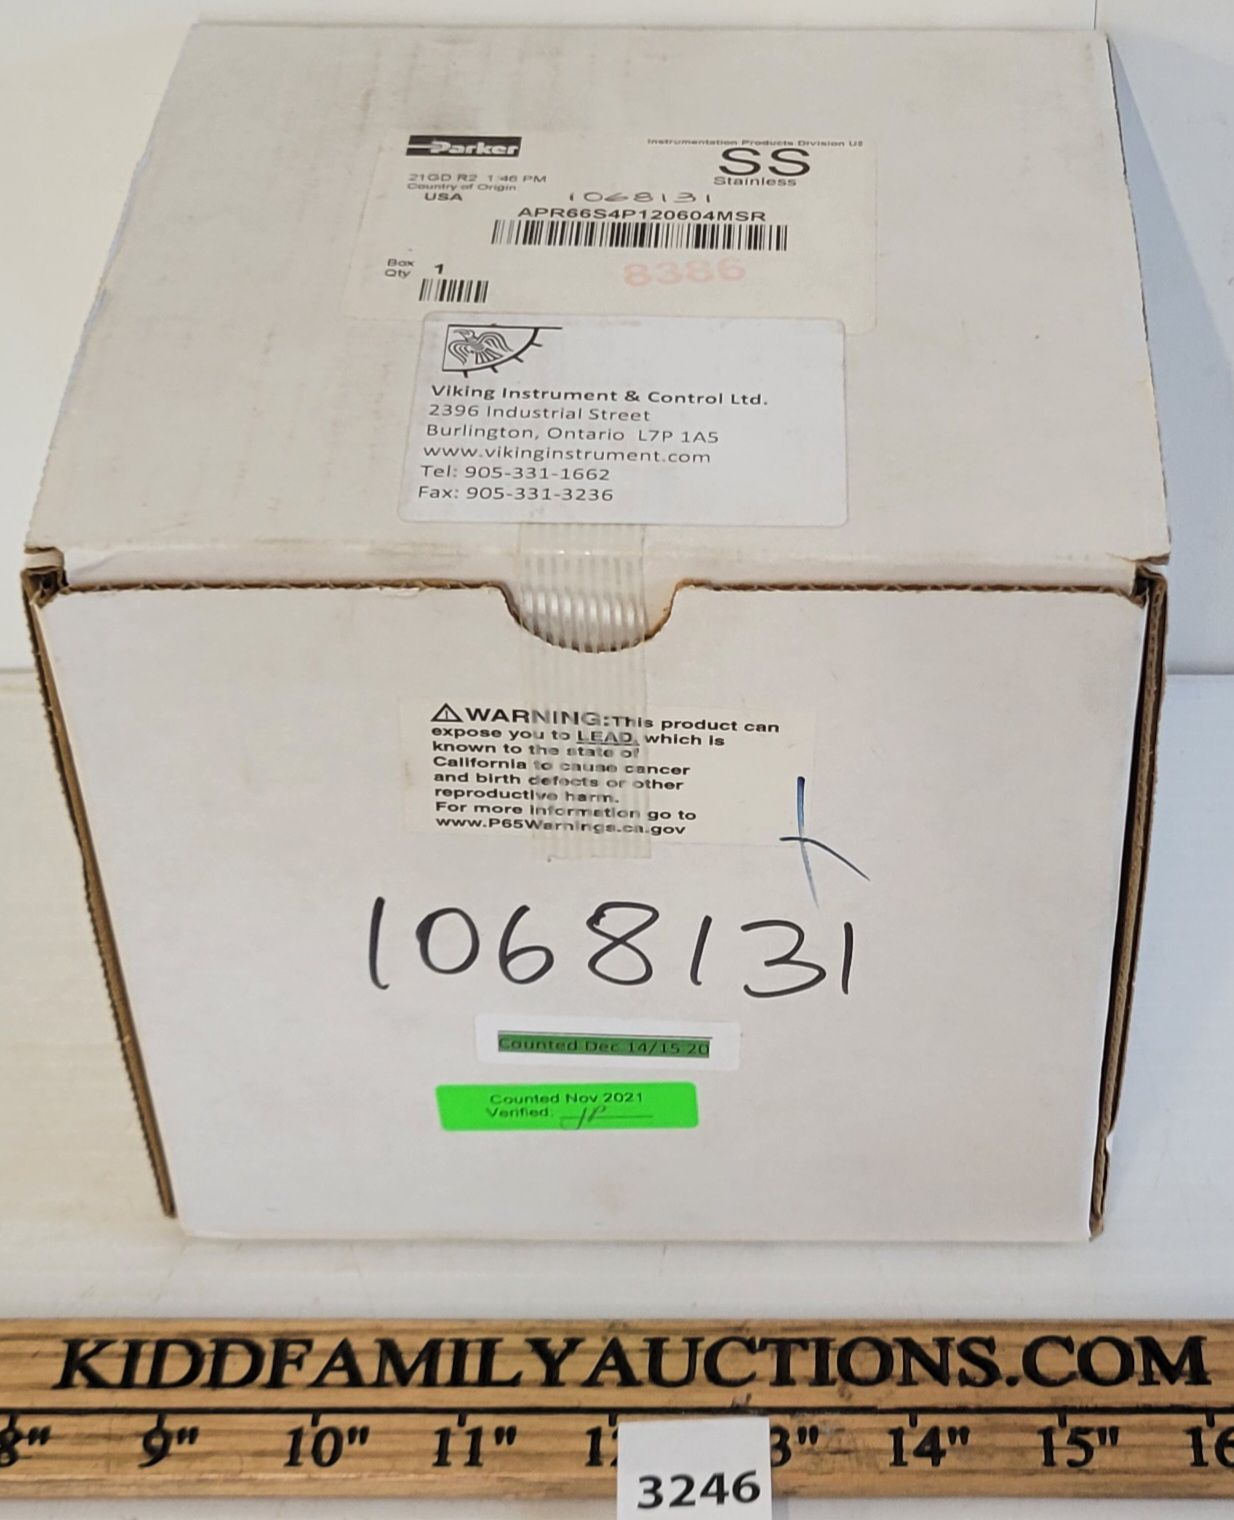 Parker
Instrumentation Products Division US
SS
Stainless
21GD R2 1:46 PM
Country of Origin
USA
1068131
APR66S4P120604MSR
8386
Box
Qty 1
Viking Instrument & Control Ltd.
2396 Industrial Street
Burlington, Ontario L7P 1A5
www.vikinginstrument.com
Tel: 905-331-1662
Fax: 905-331-3236
WARNING:This product can
expose you to LEAD, which is
known to the state of
California to cause cancer
and birth defects or other
reproductive harm.
For more information go to
www.P65Warnings.ca.gov
1068131
Counted Dec 14/15 20
Counted Nov 2021
Verified:
KIDDFAMILYAUCTIONS.COM
8" 9" 10" 11" 1 3" 14" 15" 16
3246